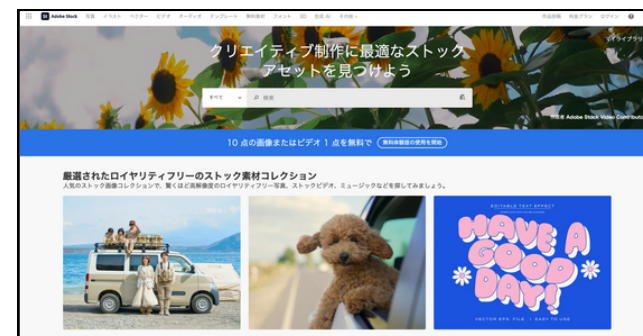 Adobe Stock 写真 イラスト ベクター ビデオ オーディオ テンプレート 無料素材 フォント 3D 生成 AI その他
作品投稿 料金プラン ログイン
マイライブラリ
クリエイティブ制作に最適なストック
アセットを見つけよう
すべて 検索
Adobe Stock Video Contributor
10 点の画像またはビデオ 1 点を無料で 無料体験版の使用を開始
厳選されたロイヤリティフリーのストック素材コレクション
人気のストック画像コレクションで、驚くほど高解像度のロイヤリティフリー写真、ストックビデオ、ミュージックなどを探してみましょう。
EDITABLE TEXT EFFECT
HAVE A
GOOD
DAY!
VECTOR EPS. FILE | EASY TO USE